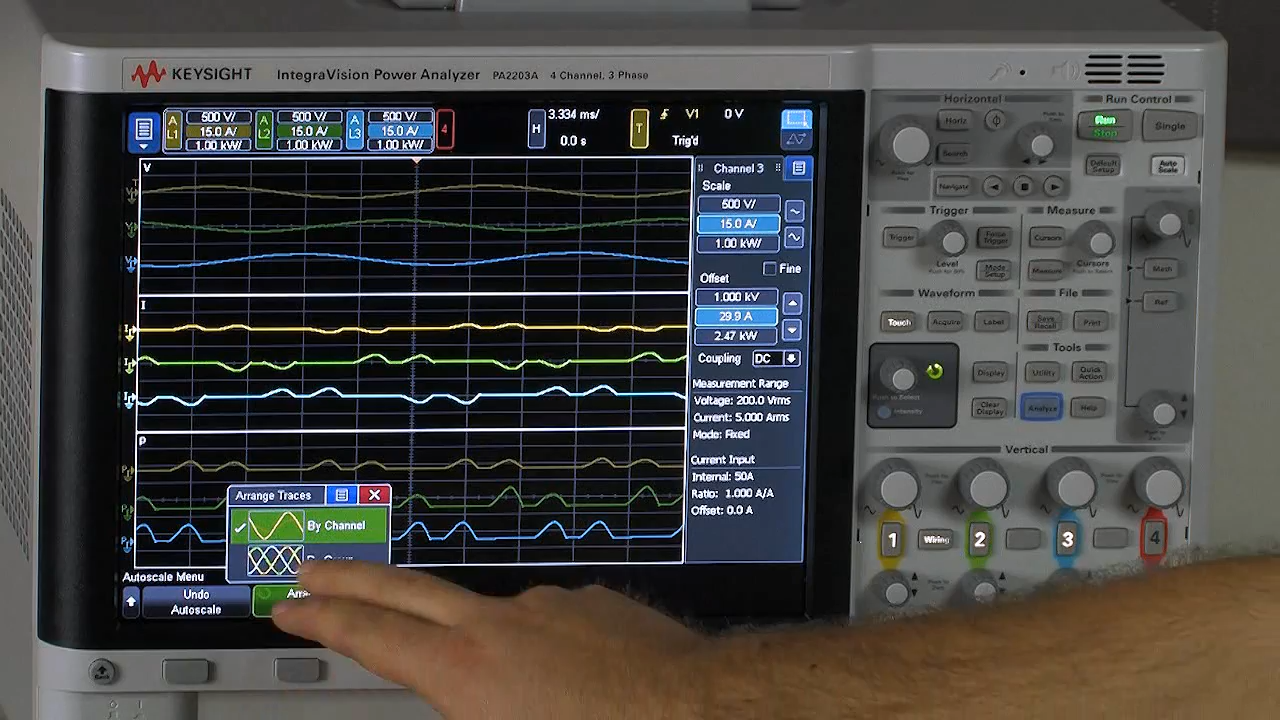 KEYSIGHT IntegraVision Power Analyzer PA2203A 4 Channel, 3 Phase
A L1 500 V/ 15.0 A/ 1.00 kW/
A L2 500 V/ 15.0 A/ 1.00 kW/
A L3 500 V/ 15.0 A/ 1.00 kW/
4
H 3.334 ms/ 0.0 s
T V1 0 V
Trig'd
V
I
P
Channel 3
Scale
500 V/
15.0 A/
1.00 kW/
Fine
Offset
1.000 kV
29.9 A
2.47 kW
Coupling DC
Measurement Range
Voltage: 200.0 Vrms
Current: 5.000 Arms
Mode: Fixed
Current Input
Internal: 50A
Ratio: 1.000 A/A
Offset: 0.0 A
Arrange Traces
By Channel
Autoscale Menu
Undo
Autoscale
Back
Horizontal
Run Control
Horiz
Run
Stop
Single
Search
Default
Setup
Auto
Scale
Navigate
Trigger
Measure
Trigger
Level
Force
Trigger
Mode
Setup
Cursors
Measure
Cursors
Math
Ref
Waveform
File
Touch
Acquire
Label
Save
Recall
Print
Tools
Push to Select
Intensity
Display
Utility
Quick
Action
Clear
Display
Analyze
Help
Vertical
1
Wiring
2
3
4